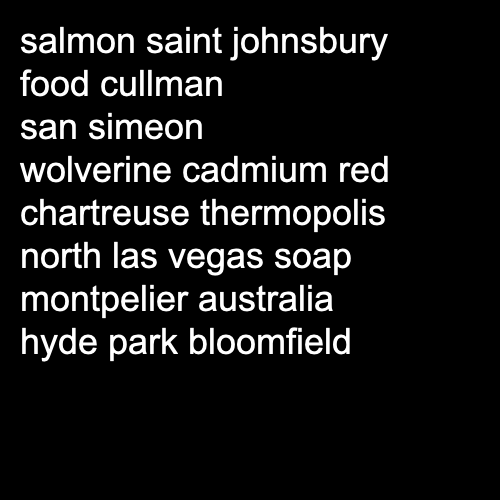 salmon saint johnsbury
food cullman
san simeon
wolverine cadmium red
chartreuse thermopolis
north las vegas soap
montpelier australia
hyde park bloomfield